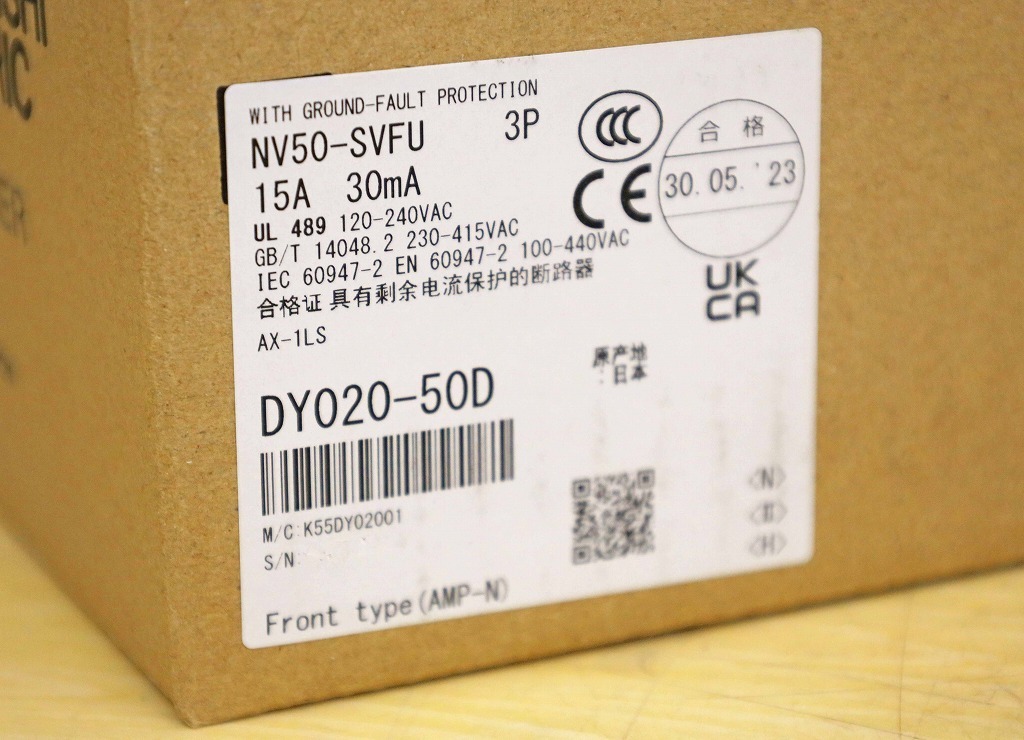 WITH GROUND-FAULT PROTECTION
NV50-SVFU 3P
15A 30mA
UL 489 120-240VAC
GB/T 14048.2 230-415VAC
IEC 60947-2 EN 60947-2 100-440VAC
合格证 具有剩余电流保护的断路器
AX-1LS
CCC
CE
合格
30.05.'23
UK
CA
原产地
:日本
DY020-50D
M/C:K55DY02001
S/N:
Front type(AMP-N)
<N>
<H>